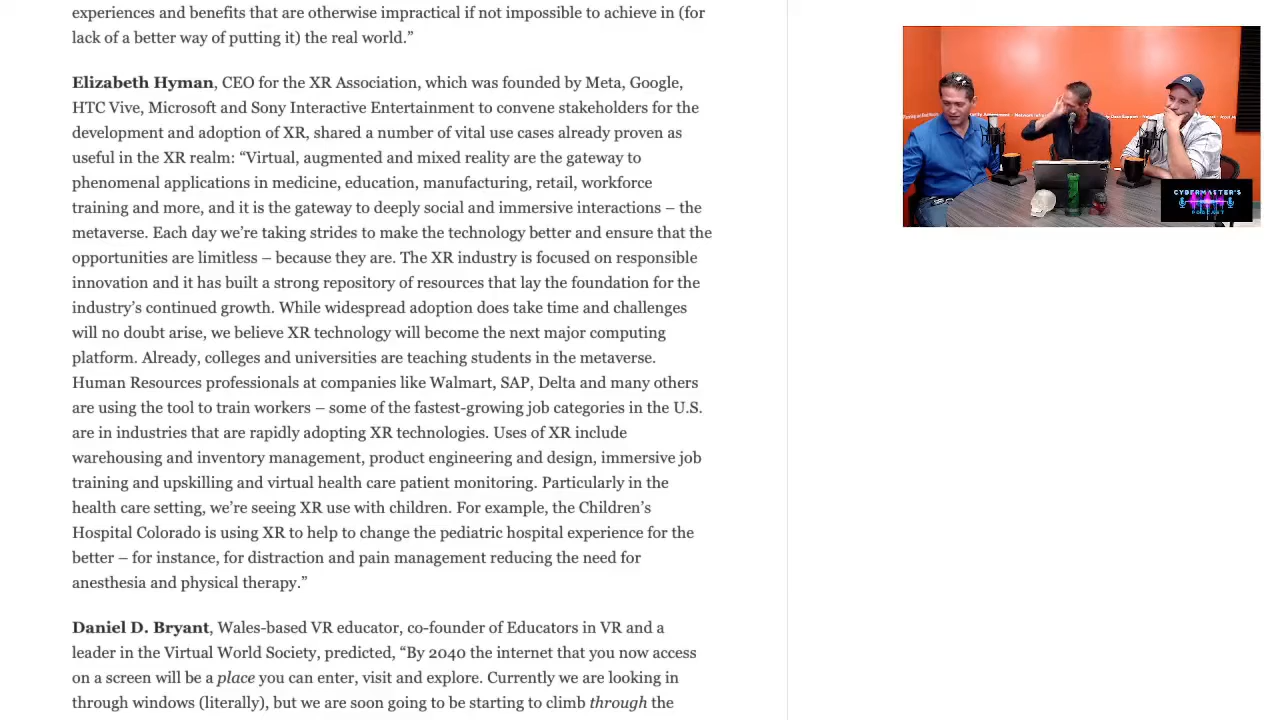 experiences and benefits that are otherwise impractical if not impossible to achieve in (for
lack of a better way of putting it) the real world.”
Elizabeth Hyman, CEO for the XR Association, which was founded by Meta, Google,
HTC Vive, Microsoft and Sony Interactive Entertainment to convene stakeholders for the
development and adoption of XR, shared a number of vital use cases already proven as
useful in the XR realm: “Virtual, augmented and mixed reality are the gateway to
phenomenal applications in medicine, education, manufacturing, retail, workforce
training and more, and it is the gateway to deeply social and immersive interactions – the
metaverse. Each day we’re taking strides to make the technology better and ensure that the
opportunities are limitless – because they are. The XR industry is focused on responsible
innovation and it has built a strong repository of resources that lay the foundation for the
industry’s continued growth. While widespread adoption does take time and challenges
will no doubt arise, we believe XR technology will become the next major computing
platform. Already, colleges and universities are teaching students in the metaverse.
Human Resources professionals at companies like Walmart, SAP, Delta and many others
are using the tool to train workers – some of the fastest-growing job categories in the U.S.
are in industries that are rapidly adopting XR technologies. Uses of XR include
warehousing and inventory management, product engineering and design, immersive job
training and upskilling and virtual health care patient monitoring. Particularly in the
health care setting, we’re seeing XR use with children. For example, the Children’s
Hospital Colorado is using XR to help to change the pediatric hospital experience for the
better – for instance, for distraction and pain management reducing the need for
anesthesia and physical therapy.”
Daniel D. Bryant, Wales-based VR educator, co-founder of Educators in VR and a
leader in the Virtual World Society, predicted, “By 2040 the internet that you now access
on a screen will be a place you can enter, visit and explore. Currently we are looking in
through windows (literally), but we are soon going to be starting to climb through the
CYBERMATTER'S
PODCAST